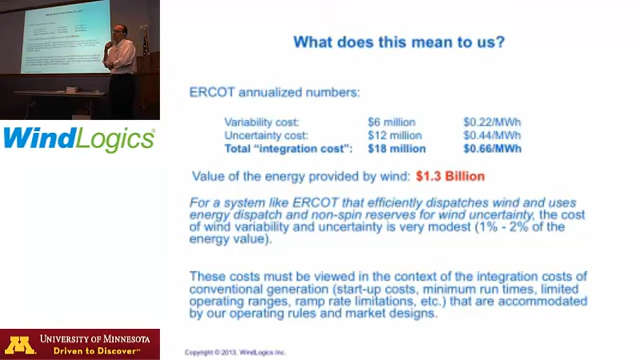 What does this mean to us?
ERCOT annualized numbers:
Variability cost: $6 million $0.22/MWh
Uncertainty cost: $12 million $0.44/MWh
Total "integration cost": $18 million $0.66/MWh
Value of the energy provided by wind: $1.3 Billion
For a system like ERCOT that efficiently dispatches wind and uses
energy dispatch and non-spin reserves for wind uncertainty, the cost
of wind variability and uncertainty is very modest (1% - 2% of the
energy value).
These costs must be viewed in the context of the integration costs of
conventional generation (start-up costs, minimum run times, limited
operating ranges, ramp rate limitations, etc.) that are accommodated
by our operating rules and market designs.
Copyright © 2013, WindLogics Inc.
WindLogics®
M UNIVERSITY OF MINNESOTA
Driven to Discover℠